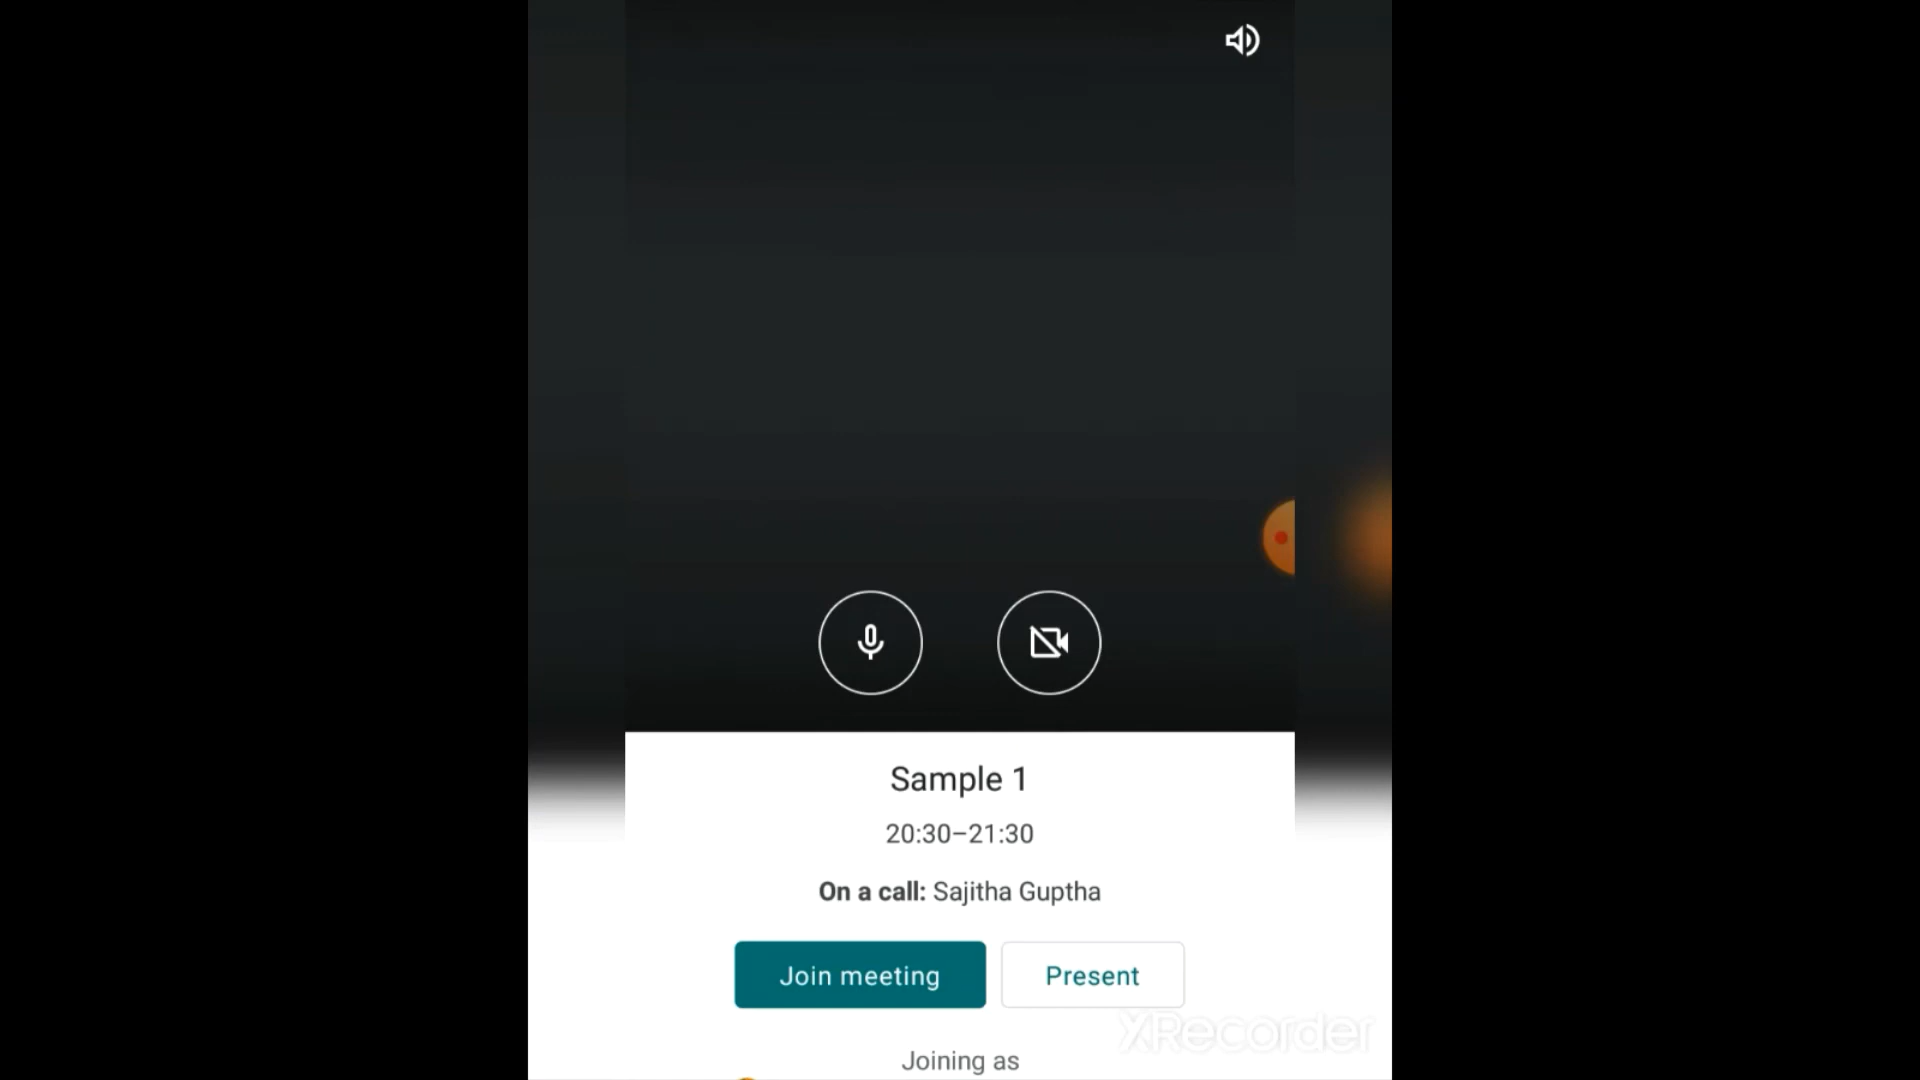 Sample 1
20:30–21:30
On a call: Sajitha Guptha
Join meeting
Present
XRecorder
Joining as